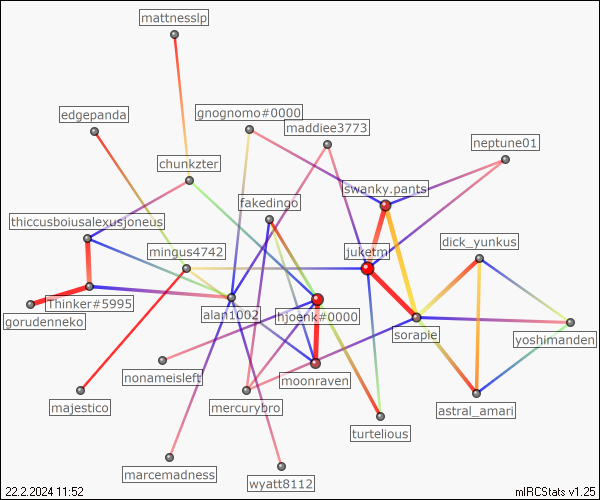 mattnesslp
edgepanda
gnognomo#0000
maddiee3773
neptune01
chunkzter
swanky.pants
fakedingo
thiccusboiusalexusjoneus
dick_yunkus
mingus4742
juketm
Thinker#5995
gorudenneko
alan1002
hjoerik#0000
sorapie
yoshimanden
nonameisleft
moonraven
majestico
mercurybro
astral_amari
turtelious
marcemadness
wyatt8112
22.2.2024 11:52
mIRCStats v1.25